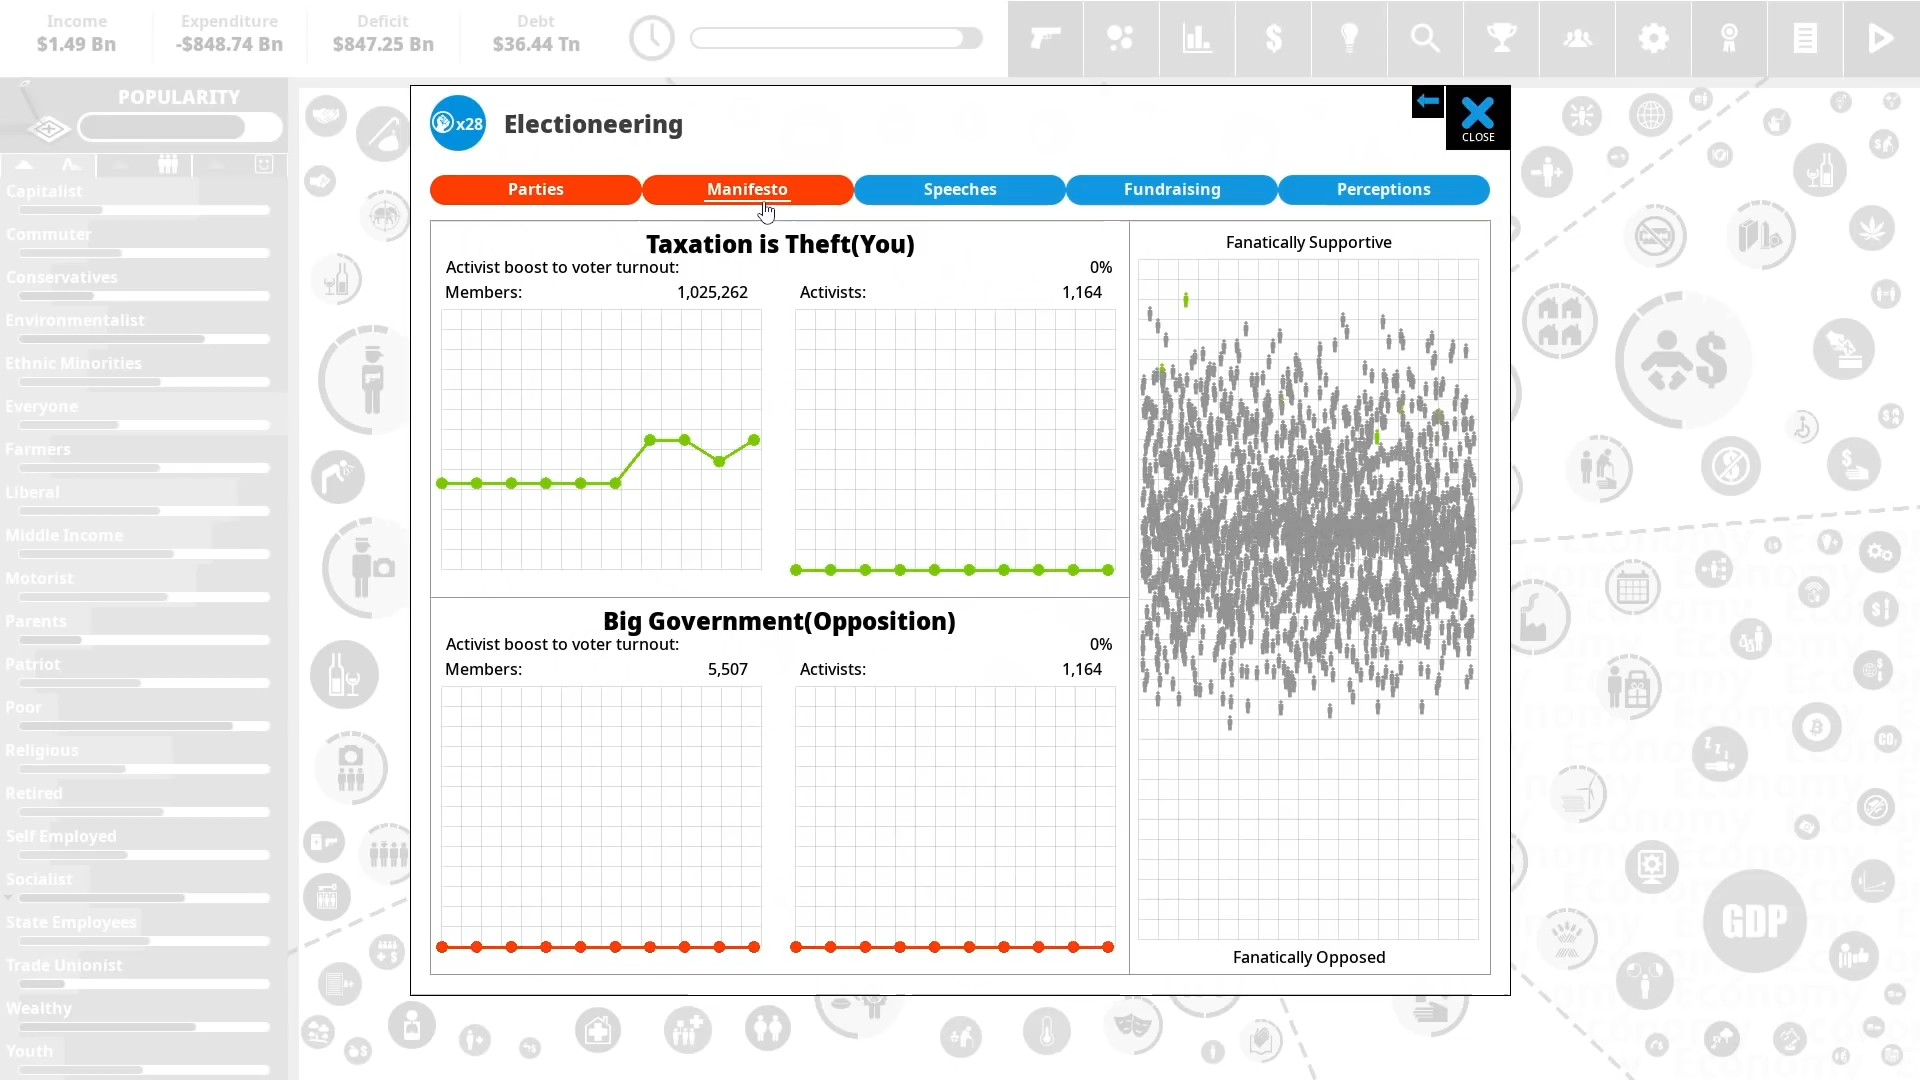 Income Expenditure Deficit Debt
$1.49 Bn -$848.74 Bn $847.25 Bn $36.44 Tn
POPULARITY
Capitalist
Commuter
Conservatives
Environmentalist
Ethnic Minorities
Everyone
Farmers
Liberal
Middle Income
Motorist
Parents
Patriot
Poor
Religious
Retired
Self Employed
Socialist
State Employees
Trade Unionist
Wealthy
Youth
x28 Electioneering
CLOSE
Parties Manifesto Speeches Fundraising Perceptions
Taxation is Theft(You)
Activist boost to voter turnout: 0%
Members: 1,025,262 Activists: 1,164
Big Government(Opposition)
Activist boost to voter turnout: 0%
Members: 5,507 Activists: 1,164
Fanatically Supportive
Fanatically Opposed
GDP